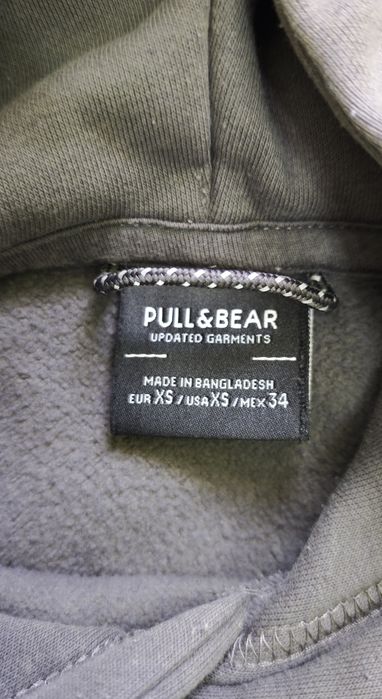 PULL&BEAR
UPDATED GARMENTS
MADE IN BANGLADESH
EUR XS / USA XS / MEX 34